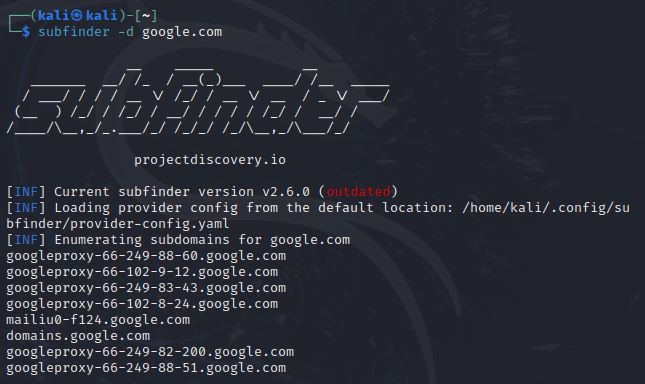 ┌──(kali㉿kali)-[~]
└─$ subfinder -d google.com
subfinder
projectdiscovery.io
[INF] Current subfinder version v2.6.0 (outdated)
[INF] Loading provider config from the default location: /home/kali/.config/su
bfinder/provider-config.yaml
[INF] Enumerating subdomains for google.com
googleproxy-66-249-88-60.google.com
googleproxy-66-102-9-12.google.com
googleproxy-66-249-83-43.google.com
googleproxy-66-102-8-24.google.com
mailiu0-f124.google.com
domains.google.com
googleproxy-66-249-82-200.google.com
googleproxy-66-249-88-51.google.com